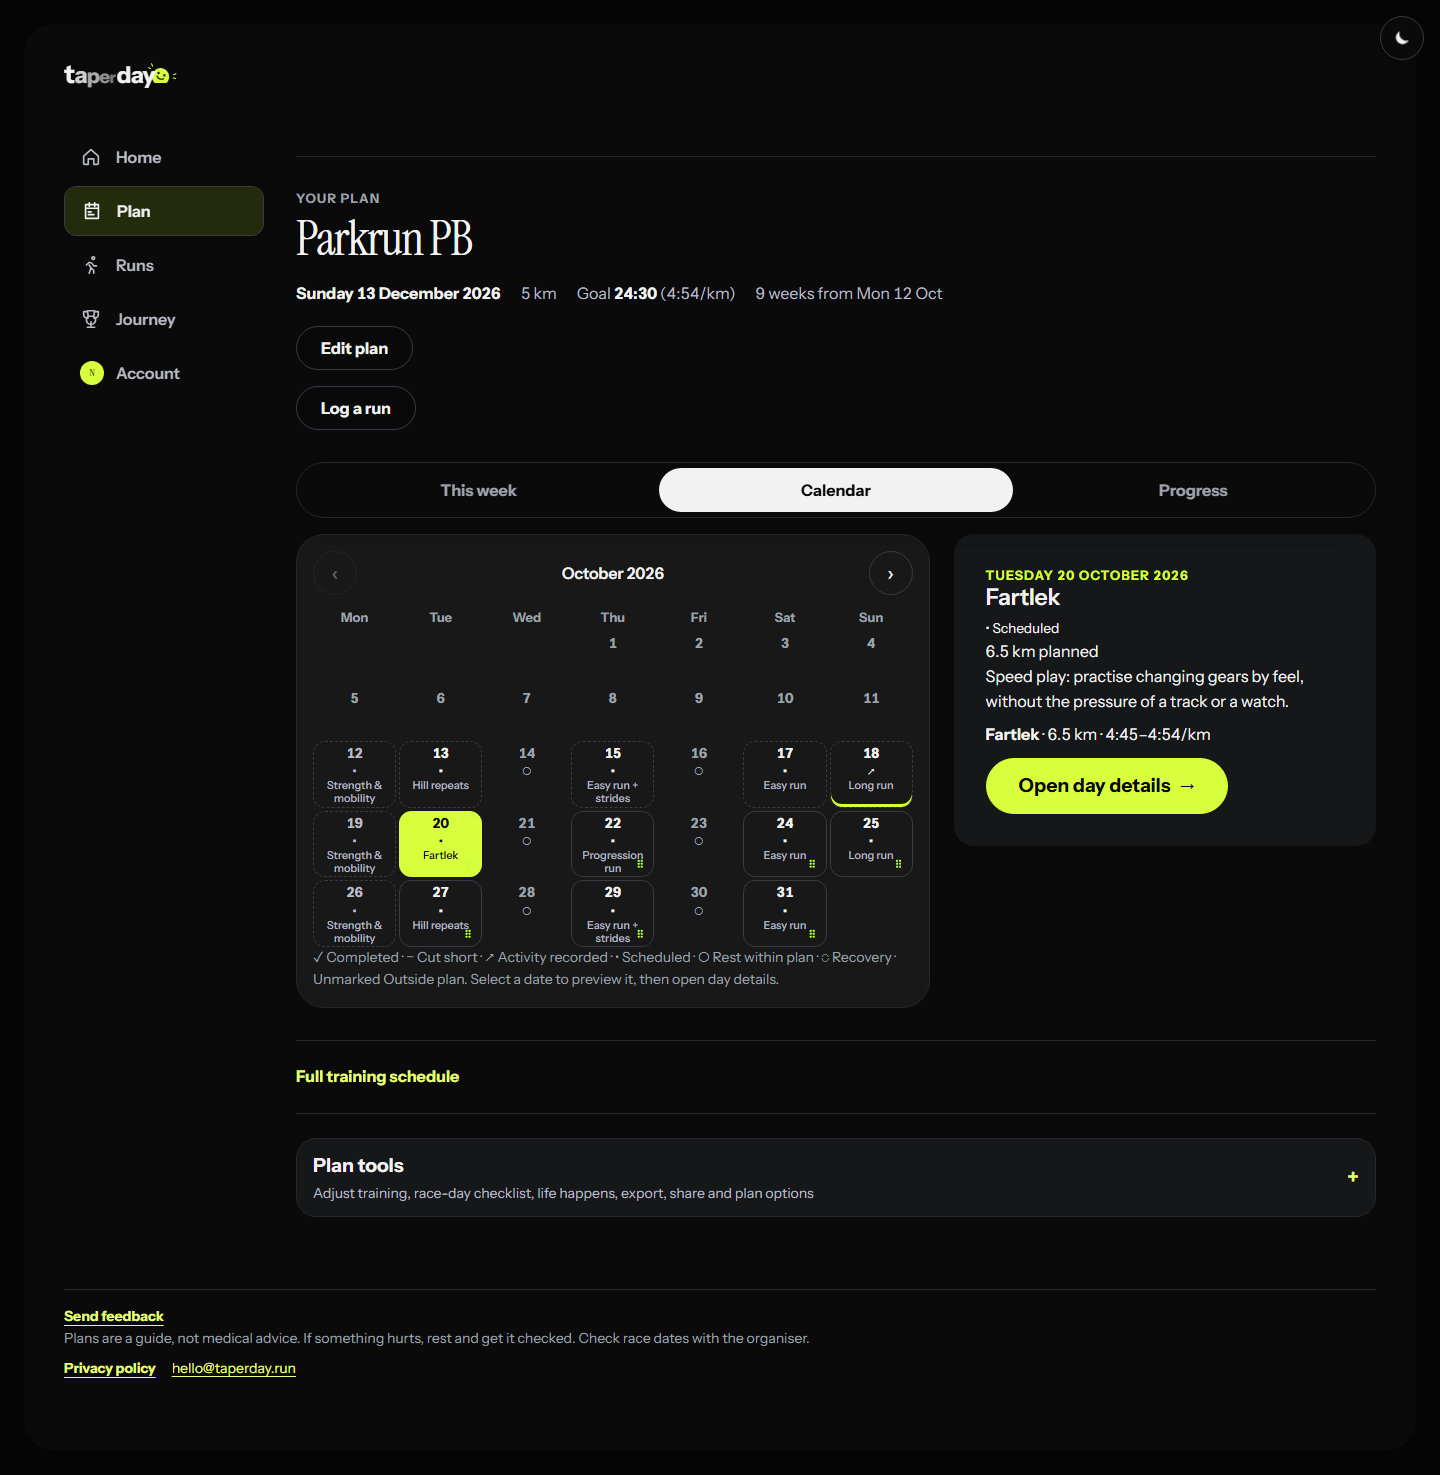 taperday
Home
Plan
Runs
Journey
N
Account
YOUR PLAN
Parkrun PB
Sunday 13 December 2026 5 km Goal 24:30 (4:54/km) 9 weeks from Mon 12 Oct
Edit plan
Log a run
This week Calendar Progress
‹ October 2026 ›
Mon Tue Wed Thu Fri Sat Sun
1 2 3 4
5 6 7 8 9 10 11
12 13 14 15 16 17 18
• • ○ • ○ • ↗
Strength & Hill repeats Easy run + Easy run Long run
mobility strides
19 20 21 22 23 24 25
• • ○ • ○ • •
Strength & Fartlek Progression Easy run Long run
mobility run
26 27 28 29 30 31
• • ○ • ○ •
Strength & Hill repeats Easy run + Easy run
mobility strides
✓ Completed · – Cut short · ↗ Activity recorded · • Scheduled · ○ Rest within plan · ◌ Recovery ·
Unmarked Outside plan. Select a date to preview it, then open day details.
TUESDAY 20 OCTOBER 2026
Fartlek
• Scheduled
6.5 km planned
Speed play: practise changing gears by feel,
without the pressure of a track or a watch.
Fartlek · 6.5 km · 4:45–4:54/km
Open day details →
Full training schedule
Plan tools
Adjust training, race-day checklist, life happens, export, share and plan options
+
Send feedback
Plans are a guide, not medical advice. If something hurts, rest and get it checked. Check race dates with the organiser.
Privacy policy hello@taperday.run